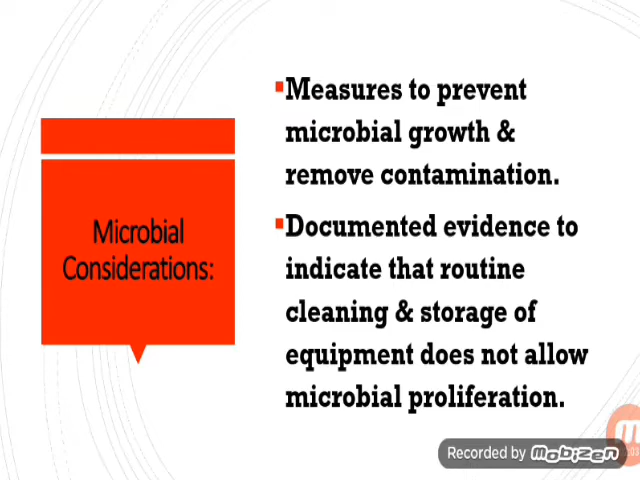 Microbial
Considerations:
▪Measures to prevent
microbial growth &
remove contamination.
▪Documented evidence to
indicate that routine
cleaning & storage of
equipment does not allow
microbial proliferation.
Recorded by mobizen